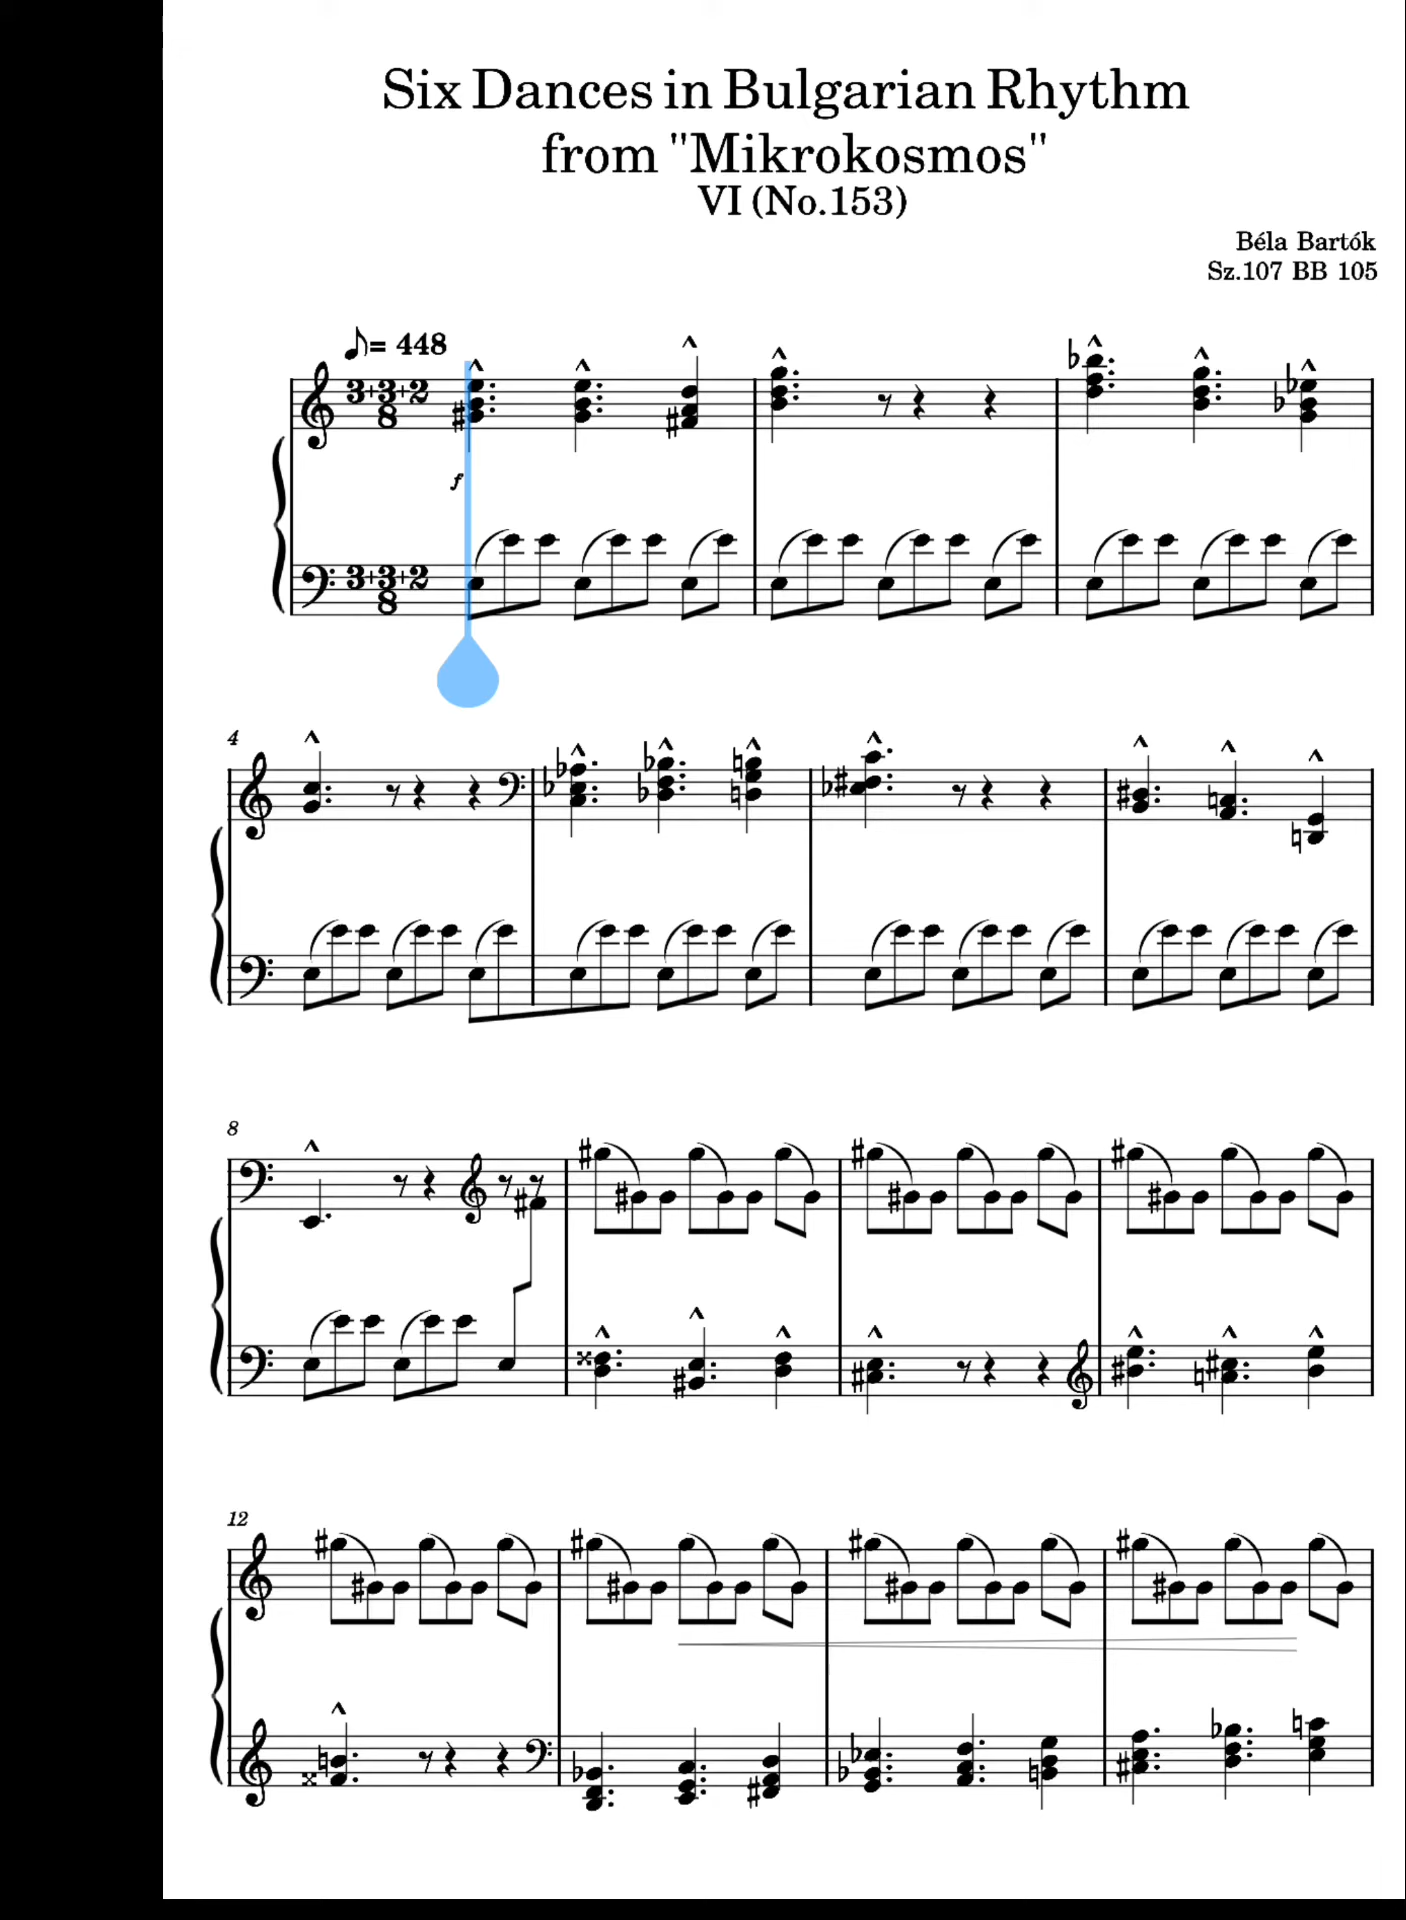 Six Dances in Bulgarian Rhythm
from "Mikrokosmos"
VI (No.153)
Béla Bartók
Sz.107 BB 105
= 448
3+3+2
8
f
3+3+2
8
4
8
12